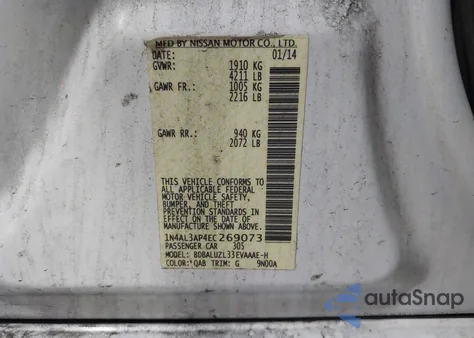 MFD BY NISSAN MOTOR CO., LTD.
DATE: 01/14
GVWR: 1910 KG
4211 LB
GAWR FR.: 1005 KG
2216 LB
GAWR RR.: 940 KG
2072 LB
THIS VEHICLE CONFORMS TO
ALL APPLICABLE FEDERAL
MOTOR VEHICLE SAFETY,
BUMPER, AND THEFT
PREVENTION STANDARDS IN
EFFECT ON THE DATE OF
MANUFACTURE SHOWN ABOVE.
1N4AL3AP4EC269073
PASSENGER CAR 305
MODEL: BDBALUZL33EVAAAE-H
COLOR: QAB TRIM: G 9N00A
autoSnap